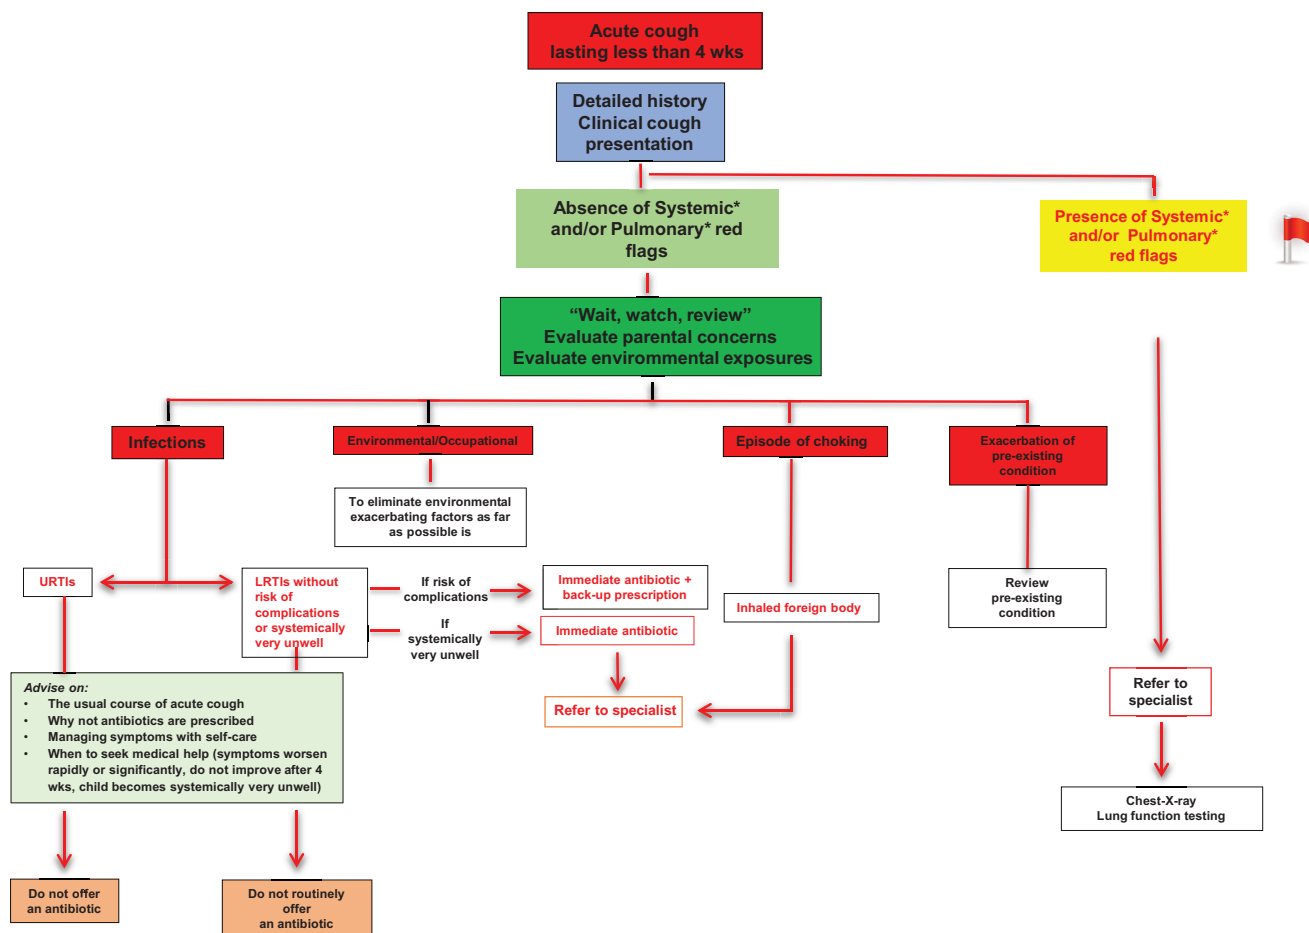 Acute cough
lasting less than 4 wks
Detailed history
Clinical cough
presentation
Absence of Systemic*
and/or Pulmonary* red
flags
Presence of Systemic*
and/or Pulmonary*
red flags
“Wait, watch, review”
Evaluate parental concerns
Evaluate envirommental exposures
Infections
Environmental/Occupational
Episode of choking
Exacerbation of
pre-existing
condition
To eliminate environmental
exacerbating factors as far
as possible is
URTIs
LRTIs without
risk of
complications
or systemically
very unwell
If risk of
complications
Immediate antibiotic +
back-up prescription
If
systemically
very unwell
Immediate antibiotic
Inhaled foreign body
Review
pre-existing
condition
Refer to specialist
Refer to
specialist
Advise on:
• The usual course of acute cough
• Why not antibiotics are prescribed
• Managing symptoms with self-care
• When to seek medical help (symptoms worsen
rapidly or significantly, do not improve after 4
wks, child becomes systemically very unwell)
Chest-X-ray
Lung function testing
Do not offer
an antibiotic
Do not routinely
offer
an antibiotic